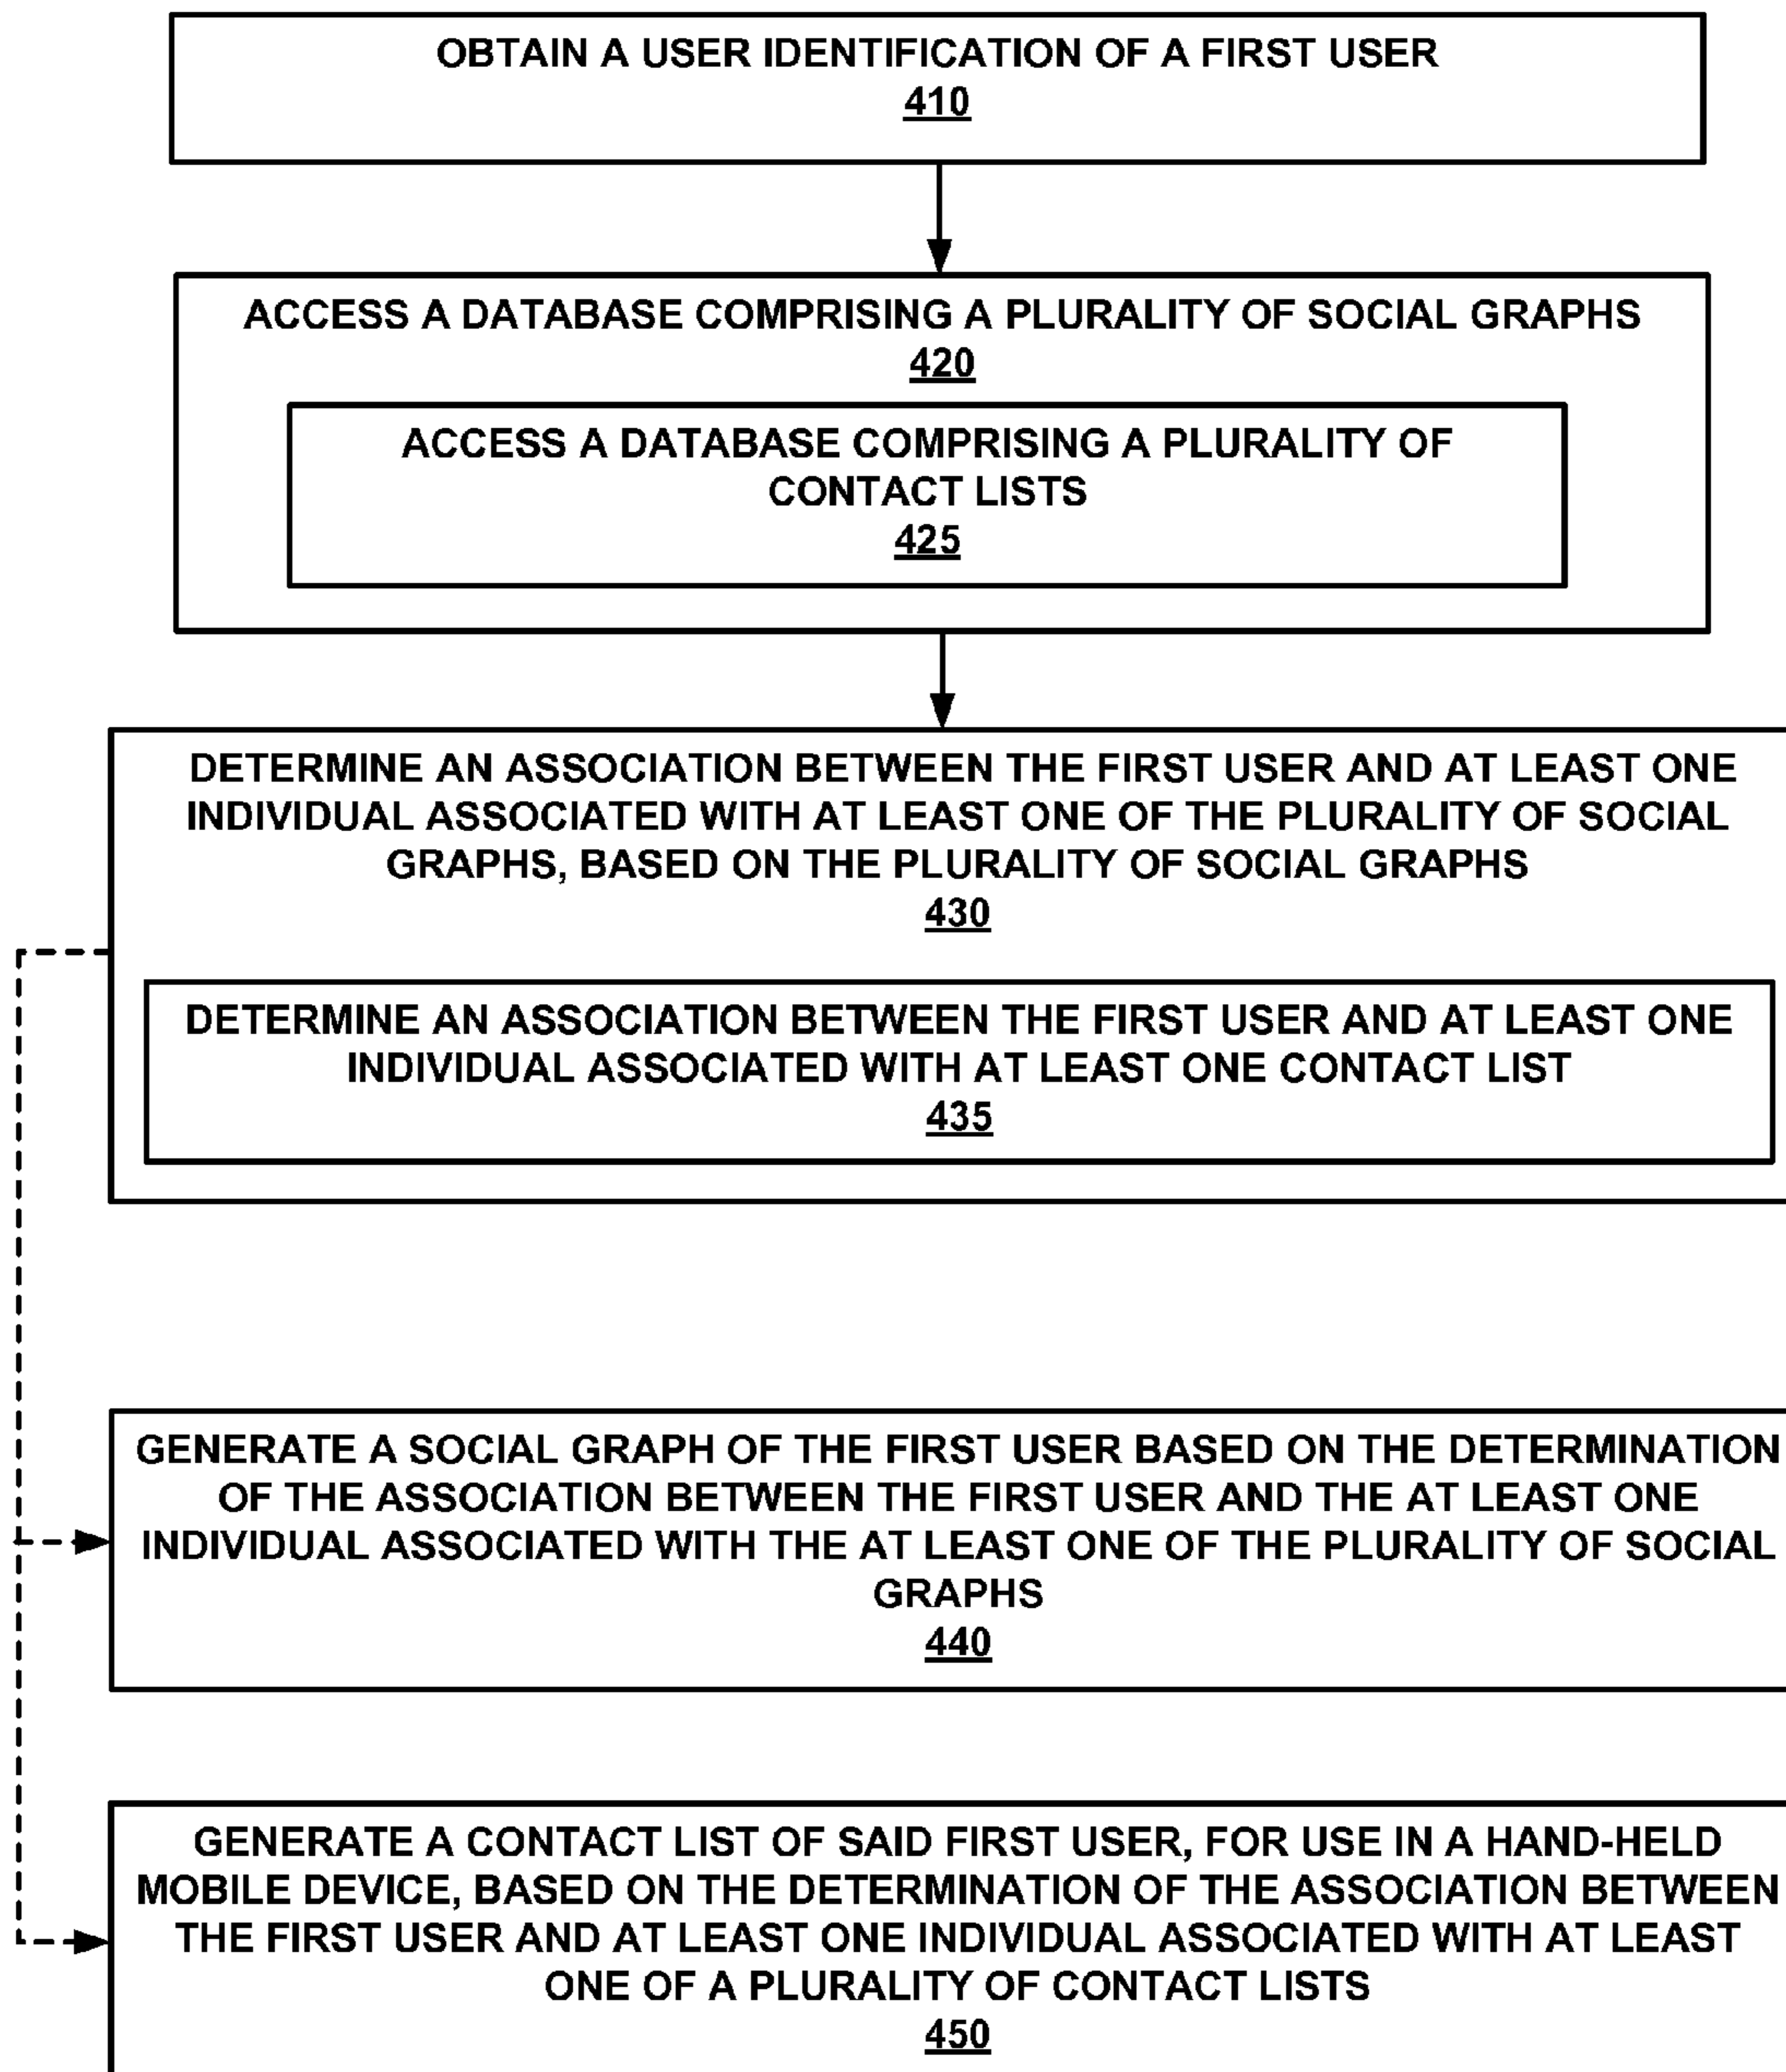 OBTAIN A USER IDENTIFICATION OF A FIRST USER
410
ACCESS A DATABASE COMPRISING A PLURALITY OF SOCIAL GRAPHS
420
ACCESS A DATABASE COMPRISING A PLURALITY OF
CONTACT LISTS
425
DETERMINE AN ASSOCIATION BETWEEN THE FIRST USER AND AT LEAST ONE
INDIVIDUAL ASSOCIATED WITH AT LEAST ONE OF THE PLURALITY OF SOCIAL
GRAPHS, BASED ON THE PLURALITY OF SOCIAL GRAPHS
430
DETERMINE AN ASSOCIATION BETWEEN THE FIRST USER AND AT LEAST ONE
INDIVIDUAL ASSOCIATED WITH AT LEAST ONE CONTACT LIST
435
GENERATE A SOCIAL GRAPH OF THE FIRST USER BASED ON THE DETERMINATION
OF THE ASSOCIATION BETWEEN THE FIRST USER AND THE AT LEAST ONE
INDIVIDUAL ASSOCIATED WITH THE AT LEAST ONE OF THE PLURALITY OF SOCIAL
GRAPHS
440
GENERATE A CONTACT LIST OF SAID FIRST USER, FOR USE IN A HAND-HELD
MOBILE DEVICE, BASED ON THE DETERMINATION OF THE ASSOCIATION BETWEEN
THE FIRST USER AND AT LEAST ONE INDIVIDUAL ASSOCIATED WITH AT LEAST
ONE OF A PLURALITY OF CONTACT LISTS
450